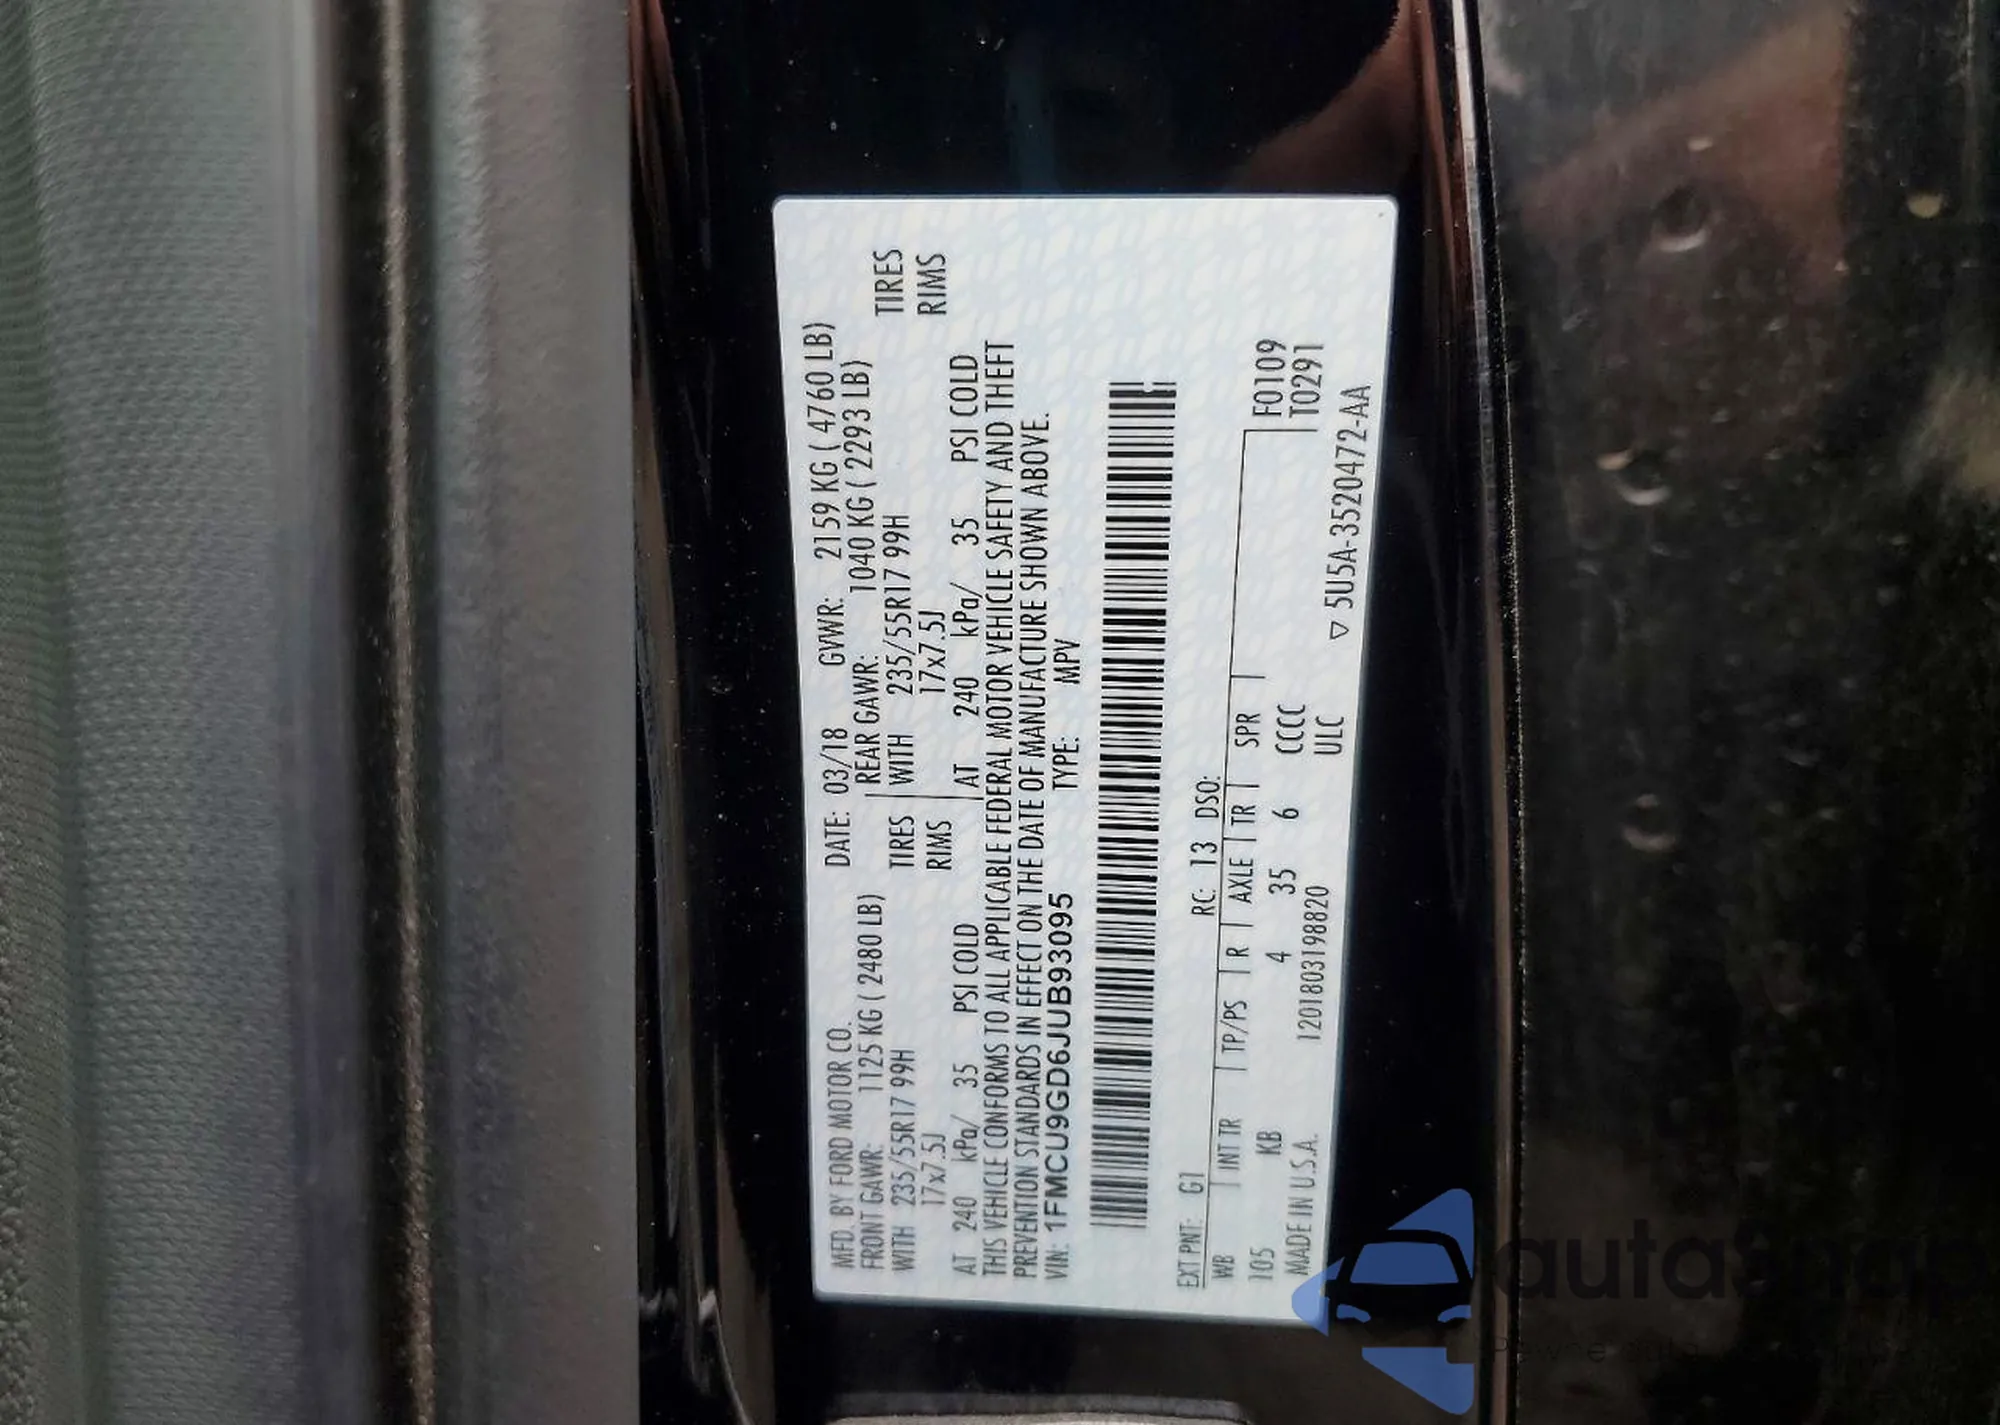 MFD. BY FORD MOTOR CO. DATE: 03/18 GVWR: 2159 KG ( 4760 LB)
FRONT GAWR: 1125 KG ( 2480 LB) REAR GAWR: 1040 KG ( 2293 LB)
WITH 235/55R17 99H TIRES WITH 235/55R17 99H TIRES
17x7.5J RIMS 17x7.5J RIMS
AT 240 kPa/ 35 PSI COLD AT 240 kPa/ 35 PSI COLD
THIS VEHICLE CONFORMS TO ALL APPLICABLE FEDERAL MOTOR VEHICLE SAFETY AND THEFT
PREVENTION STANDARDS IN EFFECT ON THE DATE OF MANUFACTURE SHOWN ABOVE.
VIN: 1FMCU9GD6JUB93095 TYPE: MPV
EXT PNT: G1 RC: 13 DSO:
WB INT TR TP/PS R AXLE TR SPR F0109
105 KB 4 35 6 CCCC T0291
MADE IN U.S.A. 1201803198820 ULC ▽ 5U5A-3520472-AA
autasnap
Pewne auta